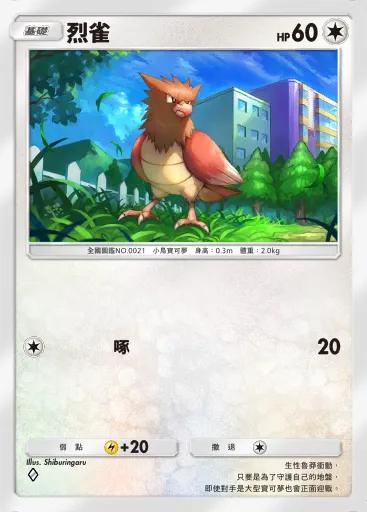 基礎 烈雀 HP 60
全國圖鑑NO.0021 小鳥寶可夢 身高：0.3m 體重：2.0kg
啄 20
弱點 +20 撤退
Illus. Shiburingaru
生性魯莽衝動，
只要是為了守護自己的地盤，
即使對手是大型寶可夢也會正面迎戰。